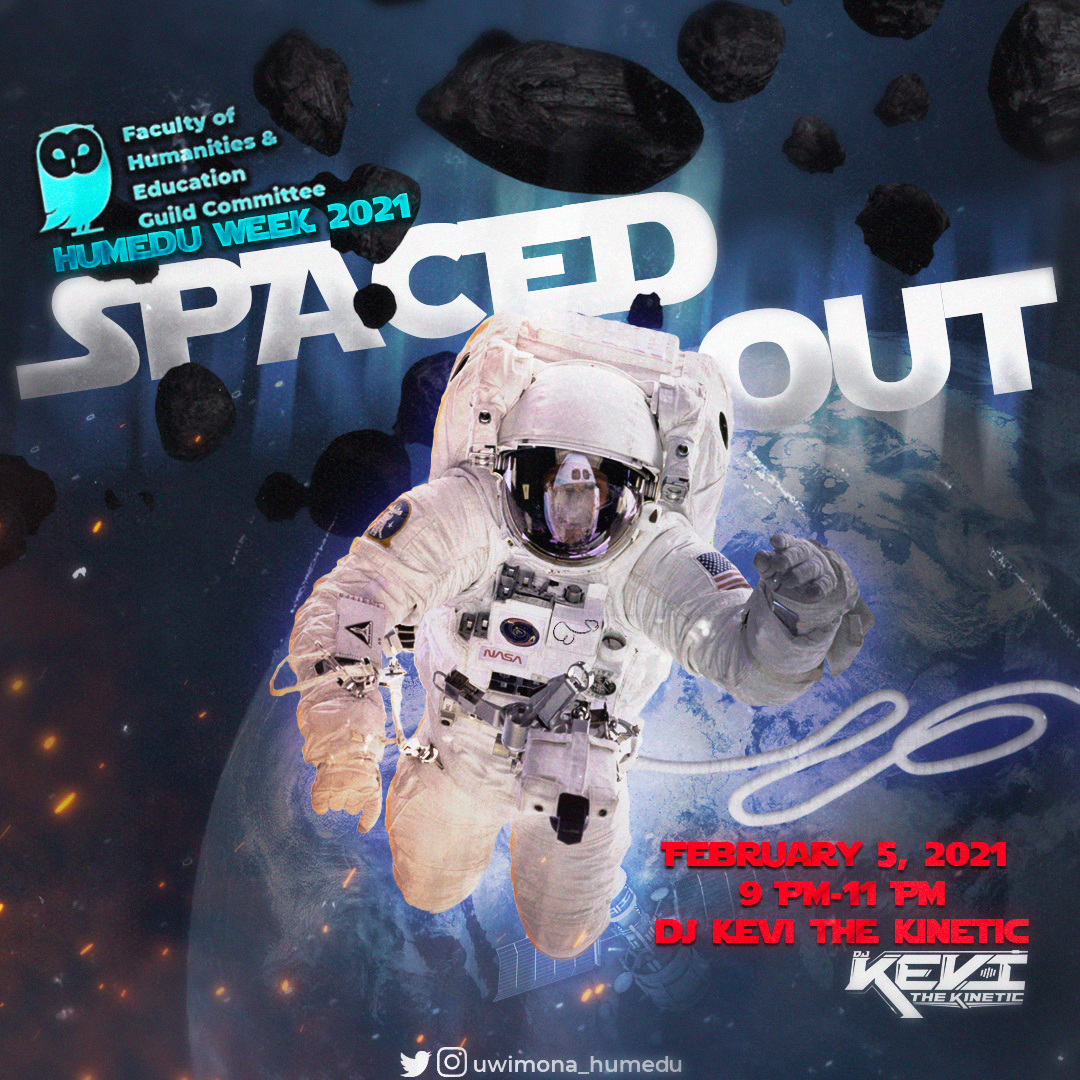 Faculty of
Humanities &
Education
Guild Committee
HUMEDU WEEK 2021
SPACED
OUT
NASA
FEBRUARY 5, 2021
9 PM-11 PM
DJ KEVI THE KINETIC
DJ
KEVI
THE KINETIC
uwimona_humedu